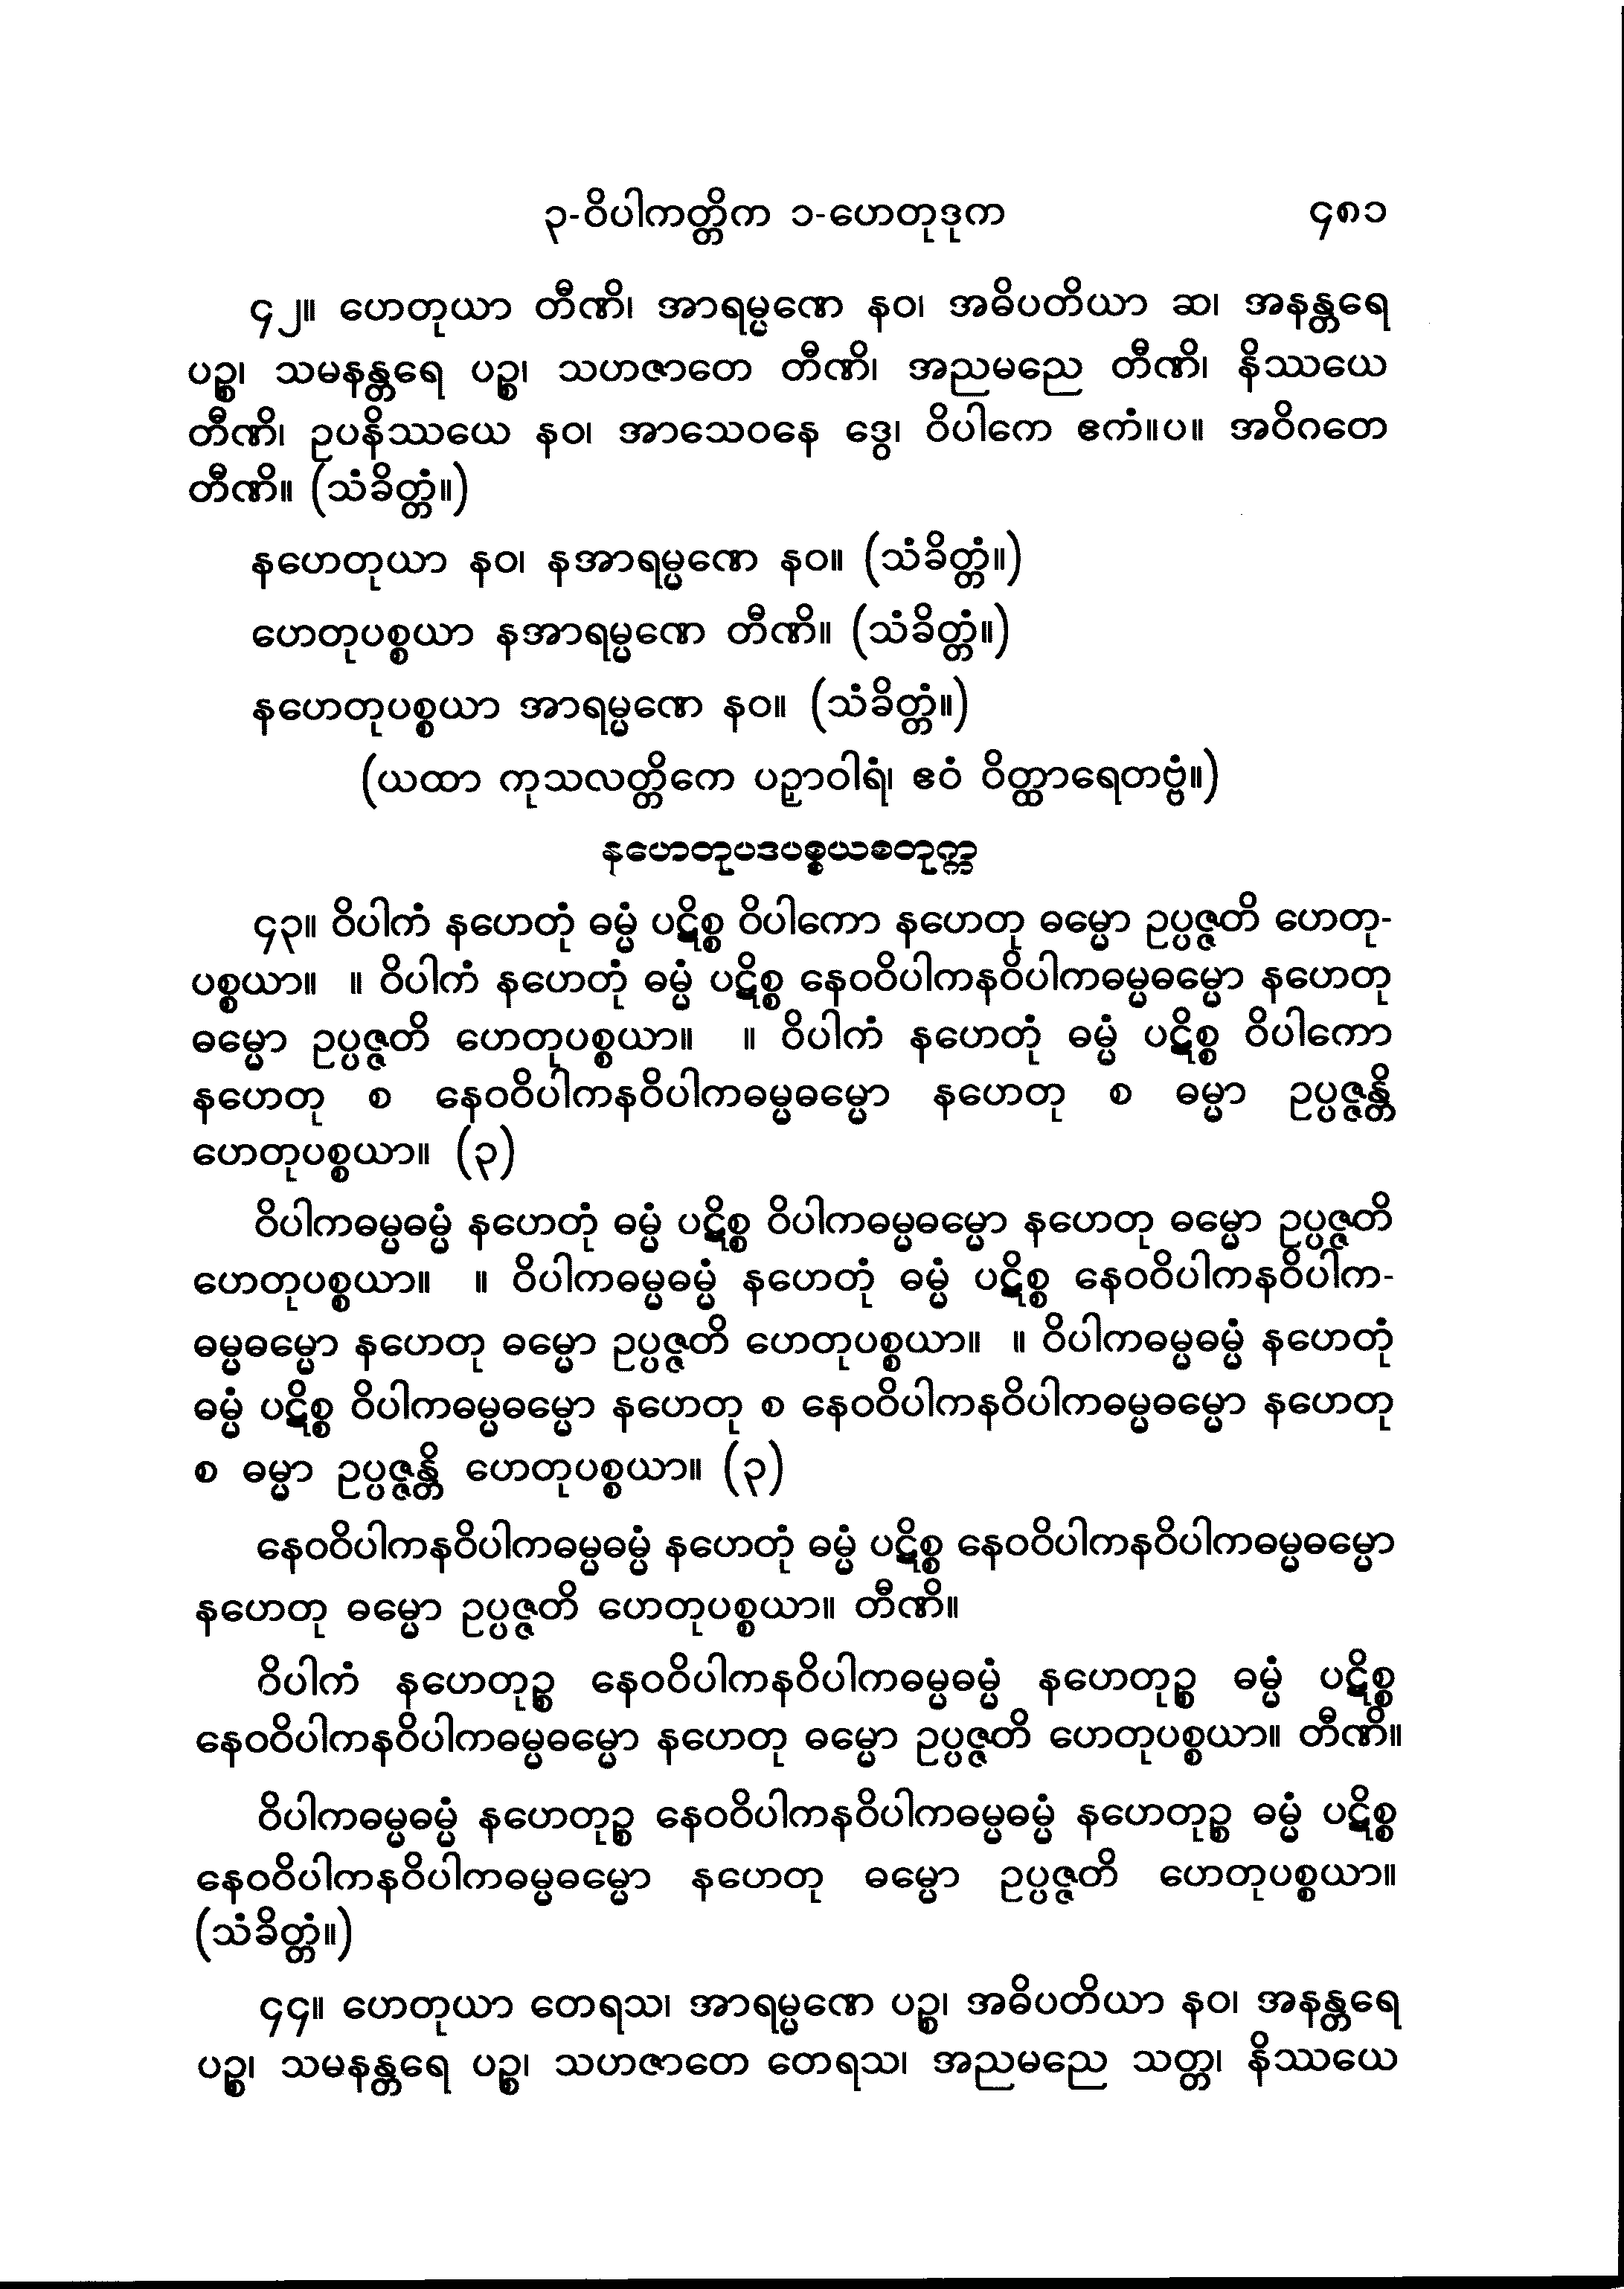 ၃-ဝိပါကတ္တိက ၁-ဟေတုဒုက ၄၈၁
၄၂။ ဟေတုယာ တီဏိ၊ အာရမ္မဏေ နဝ၊ အဓိပတိယာ ဆ၊ အနန္တရေ
ပဉ္စ၊ သမနန္တရေ ပဉ္စ၊ သဟဇာတေ တီဏိ၊ အညမညေ တီဏိ၊ နိဿယေ
တီဏိ၊ ဥပနိဿယေ နဝ၊ အာသေဝနေ ဒွေ၊ ဝိပါကေ ဧကံ။ပ။ အဝိဂတေ
တီဏိ။ (သံခိတ္တံ။)
နဟေတုယာ နဝ၊ နအာရမ္မဏေ နဝ။ (သံခိတ္တံ။)
ဟေတုပစ္စယာ နအာရမ္မဏေ တီဏိ။ (သံခိတ္တံ။)
နဟေတုပစ္စယာ အာရမ္မဏေ နဝ။ (သံခိတ္တံ။)
(ယထာ ကုသလတ္တိကေ ပဉှာဝါရံ၊ ဧဝံ ဝိတ္ထာရေတဗ္ဗံ။)
နဟေတုပဒပစ္စယစတုက္က
၄၃။ ဝိပါကံ နဟေတုံ ဓမ္မံ ပဋိစ္စ ဝိပါကော နဟေတု ဓမ္မော ဥပ္ပဇ္ဇတိ ဟေတု-
ပစ္စယာ။ ။ ဝိပါကံ နဟေတုံ ဓမ္မံ ပဋိစ္စ နေဝဝိပါကနဝိပါကဓမ္မဓမ္မော နဟေတု
ဓမ္မော ဥပ္ပဇ္ဇတိ ဟေတုပစ္စယာ။ ။ ဝိပါကံ နဟေတုံ ဓမ္မံ ပဋိစ္စ ဝိပါကော
နဟေတု စ နေဝဝိပါကနဝိပါကဓမ္မဓမ္မော နဟေတု စ ဓမ္မာ ဥပ္ပဇ္ဇန္တိ
ဟေတုပစ္စယာ။ (၃)
ဝိပါကဓမ္မဓမ္မံ နဟေတုံ ဓမ္မံ ပဋိစ္စ ဝိပါကဓမ္မဓမ္မော နဟေတု ဓမ္မော ဥပ္ပဇ္ဇတိ
ဟေတုပစ္စယာ။ ။ ဝိပါကဓမ္မဓမ္မံ နဟေတုံ ဓမ္မံ ပဋိစ္စ နေဝဝိပါကနဝိပါက-
ဓမ္မဓမ္မော နဟေတု ဓမ္မော ဥပ္ပဇ္ဇတိ ဟေတုပစ္စယာ။ ။ ဝိပါကဓမ္မဓမ္မံ နဟေတုံ
ဓမ္မံ ပဋိစ္စ ဝိပါကဓမ္မဓမ္မော နဟေတု စ နေဝဝိပါကနဝိပါကဓမ္မဓမ္မော နဟေတု
စ ဓမ္မာ ဥပ္ပဇ္ဇန္တိ ဟေတုပစ္စယာ။ (၃)
နေဝဝိပါကနဝိပါကဓမ္မဓမ္မံ နဟေတုံ ဓမ္မံ ပဋိစ္စ နေဝဝိပါကနဝိပါကဓမ္မဓမ္မော
နဟေတု ဓမ္မော ဥပ္ပဇ္ဇတိ ဟေတုပစ္စယာ။ တီဏိ။
ဝိပါကံ နဟေတုဉ္စ နေဝဝိပါကနဝိပါကဓမ္မဓမ္မံ နဟေတုဉ္စ ဓမ္မံ ပဋိစ္စ
နေဝဝိပါကနဝိပါကဓမ္မဓမ္မော နဟေတု ဓမ္မော ဥပ္ပဇ္ဇတိ ဟေတုပစ္စယာ။ တီဏိ။
ဝိပါကဓမ္မဓမ္မံ နဟေတုဉ္စ နေဝဝိပါကနဝိပါကဓမ္မဓမ္မံ နဟေတုဉ္စ ဓမ္မံ ပဋိစ္စ
နေဝဝိပါကနဝိပါကဓမ္မဓမ္မော နဟေတု ဓမ္မော ဥပ္ပဇ္ဇတိ ဟေတုပစ္စယာ။
(သံခိတ္တံ။)
၄၄။ ဟေတုယာ တေရသ၊ အာရမ္မဏေ ပဉ္စ၊ အဓိပတိယာ နဝ၊ အနန္တရေ
ပဉ္စ၊ သမနန္တရေ ပဉ္စ၊ သဟဇာတေ တေရသ၊ အညမညေ သတ္တ၊ နိဿယေ